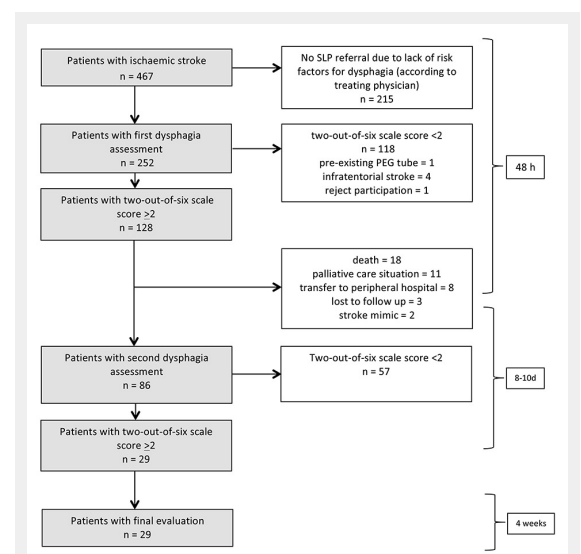 Patients with ischaemic stroke
n = 467
No SLP referral due to lack of risk
factors for dysphagia (according to
treating physician)
n = 215
Patients with first dysphagia
assessment
n = 252
two-out-of-six scale score <2
n = 118
pre-existing PEG tube = 1
infratentorial stroke = 4
reject participation = 1
48 h
Patients with two-out-of-six scale
score >2
n = 128
death = 18
palliative care situation = 11
transfer to peripheral hospital = 8
lost to follow up = 3
stroke mimic = 2
Patients with second dysphagia
assessment
n = 86
Two-out-of-six scale score <2
n = 57
8-10d
Patients with two-out-of-six scale
score >2
n = 29
Patients with final evaluation
n = 29
4 weeks